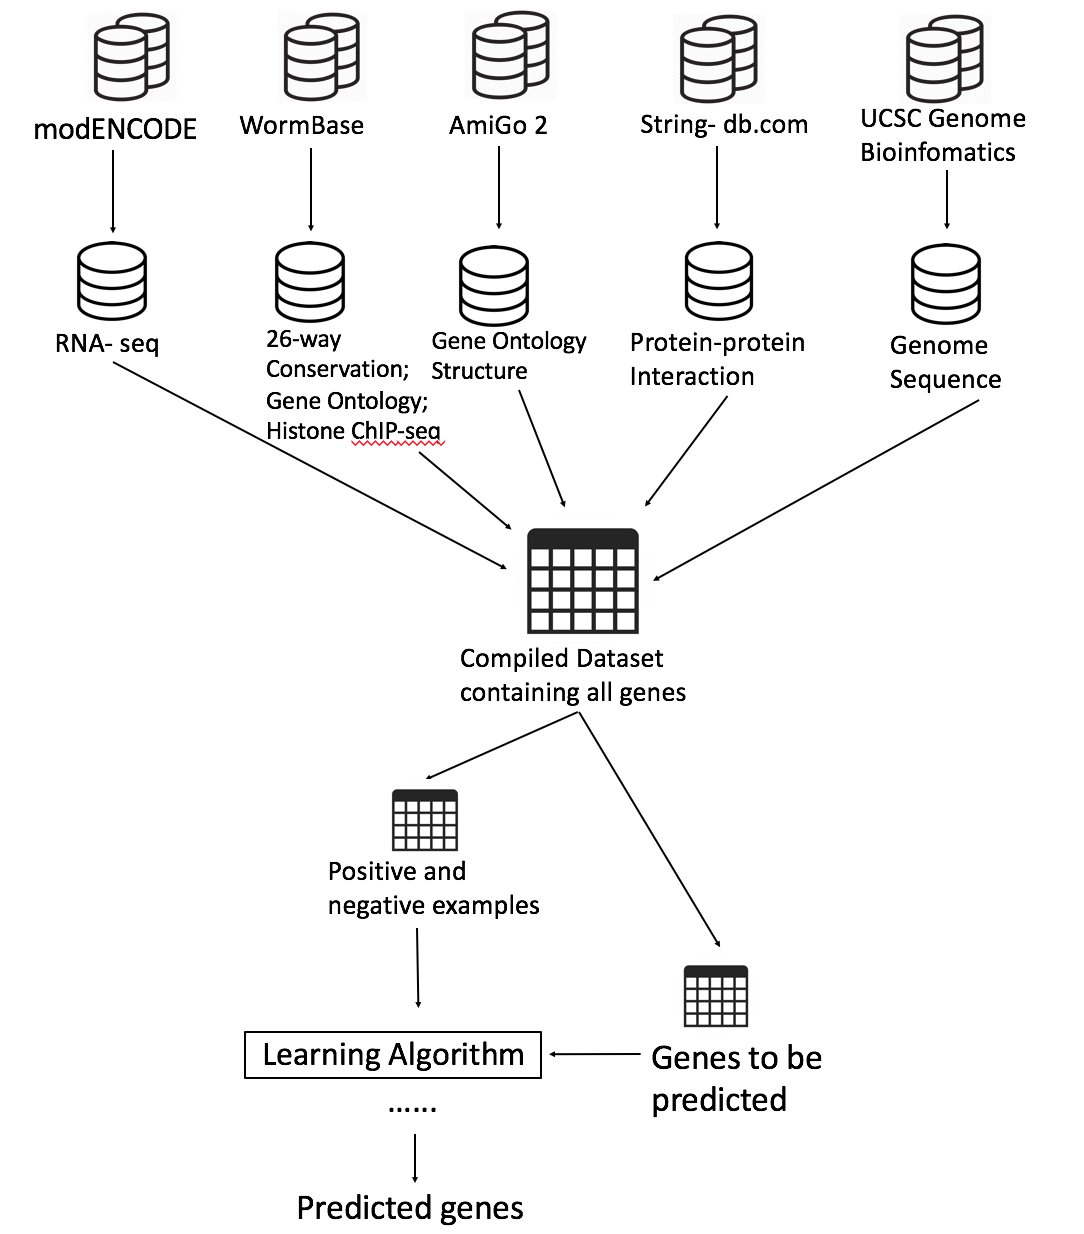 modENCODE
WormBase
AmiGo 2
String- db.com
UCSC Genome
Bioinfomatics
RNA- seq
26-way
Conservation;
Gene Ontology;
Histone ChIP-seq
Gene Ontology
Structure
Protein-protein
Interaction
Genome
Sequence
Compiled Dataset
containing all genes
Positive and
negative examples
Learning Algorithm
......
Genes to be
predicted
Predicted genes